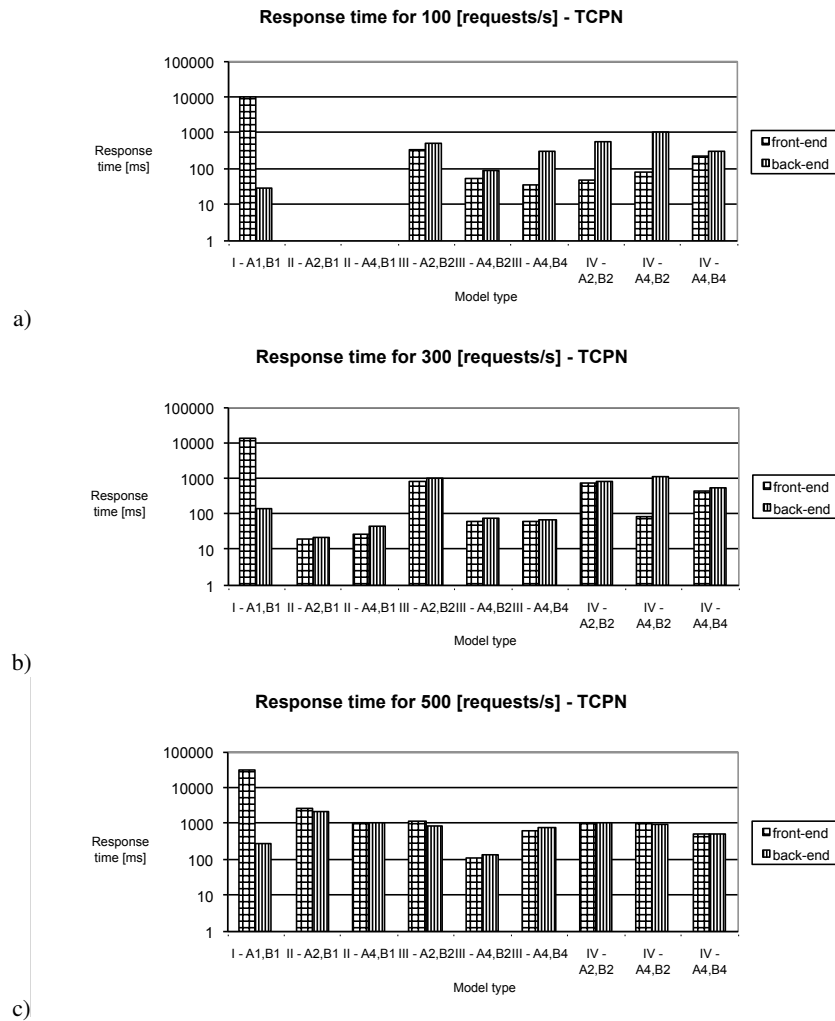 Response time for 100 [requests/s] - TCPN
100000
10000
1000
100
10
1
Response
time [ms]
I - A1,B1 II - A2,B1 II - A4,B1 III - A2,B2 III - A4,B2 III - A4,B4 IV - A2,B2 IV - A4,B2 IV - A4,B4
Model type
front-end
back-end
a)
Response time for 300 [requests/s] - TCPN
100000
10000
1000
100
10
1
Response
time [ms]
I - A1,B1 II - A2,B1 II - A4,B1 III - A2,B2 III - A4,B2 III - A4,B4 IV - A2,B2 IV - A4,B2 IV - A4,B4
Model type
front-end
back-end
b)
Response time for 500 [requests/s] - TCPN
100000
10000
1000
100
10
1
Response
time [ms]
I - A1,B1 II - A2,B1 II - A4,B1 III - A2,B2 III - A4,B2 III - A4,B4 IV - A2,B2 IV - A4,B2 IV - A4,B4
Model type
front-end
back-end
c)